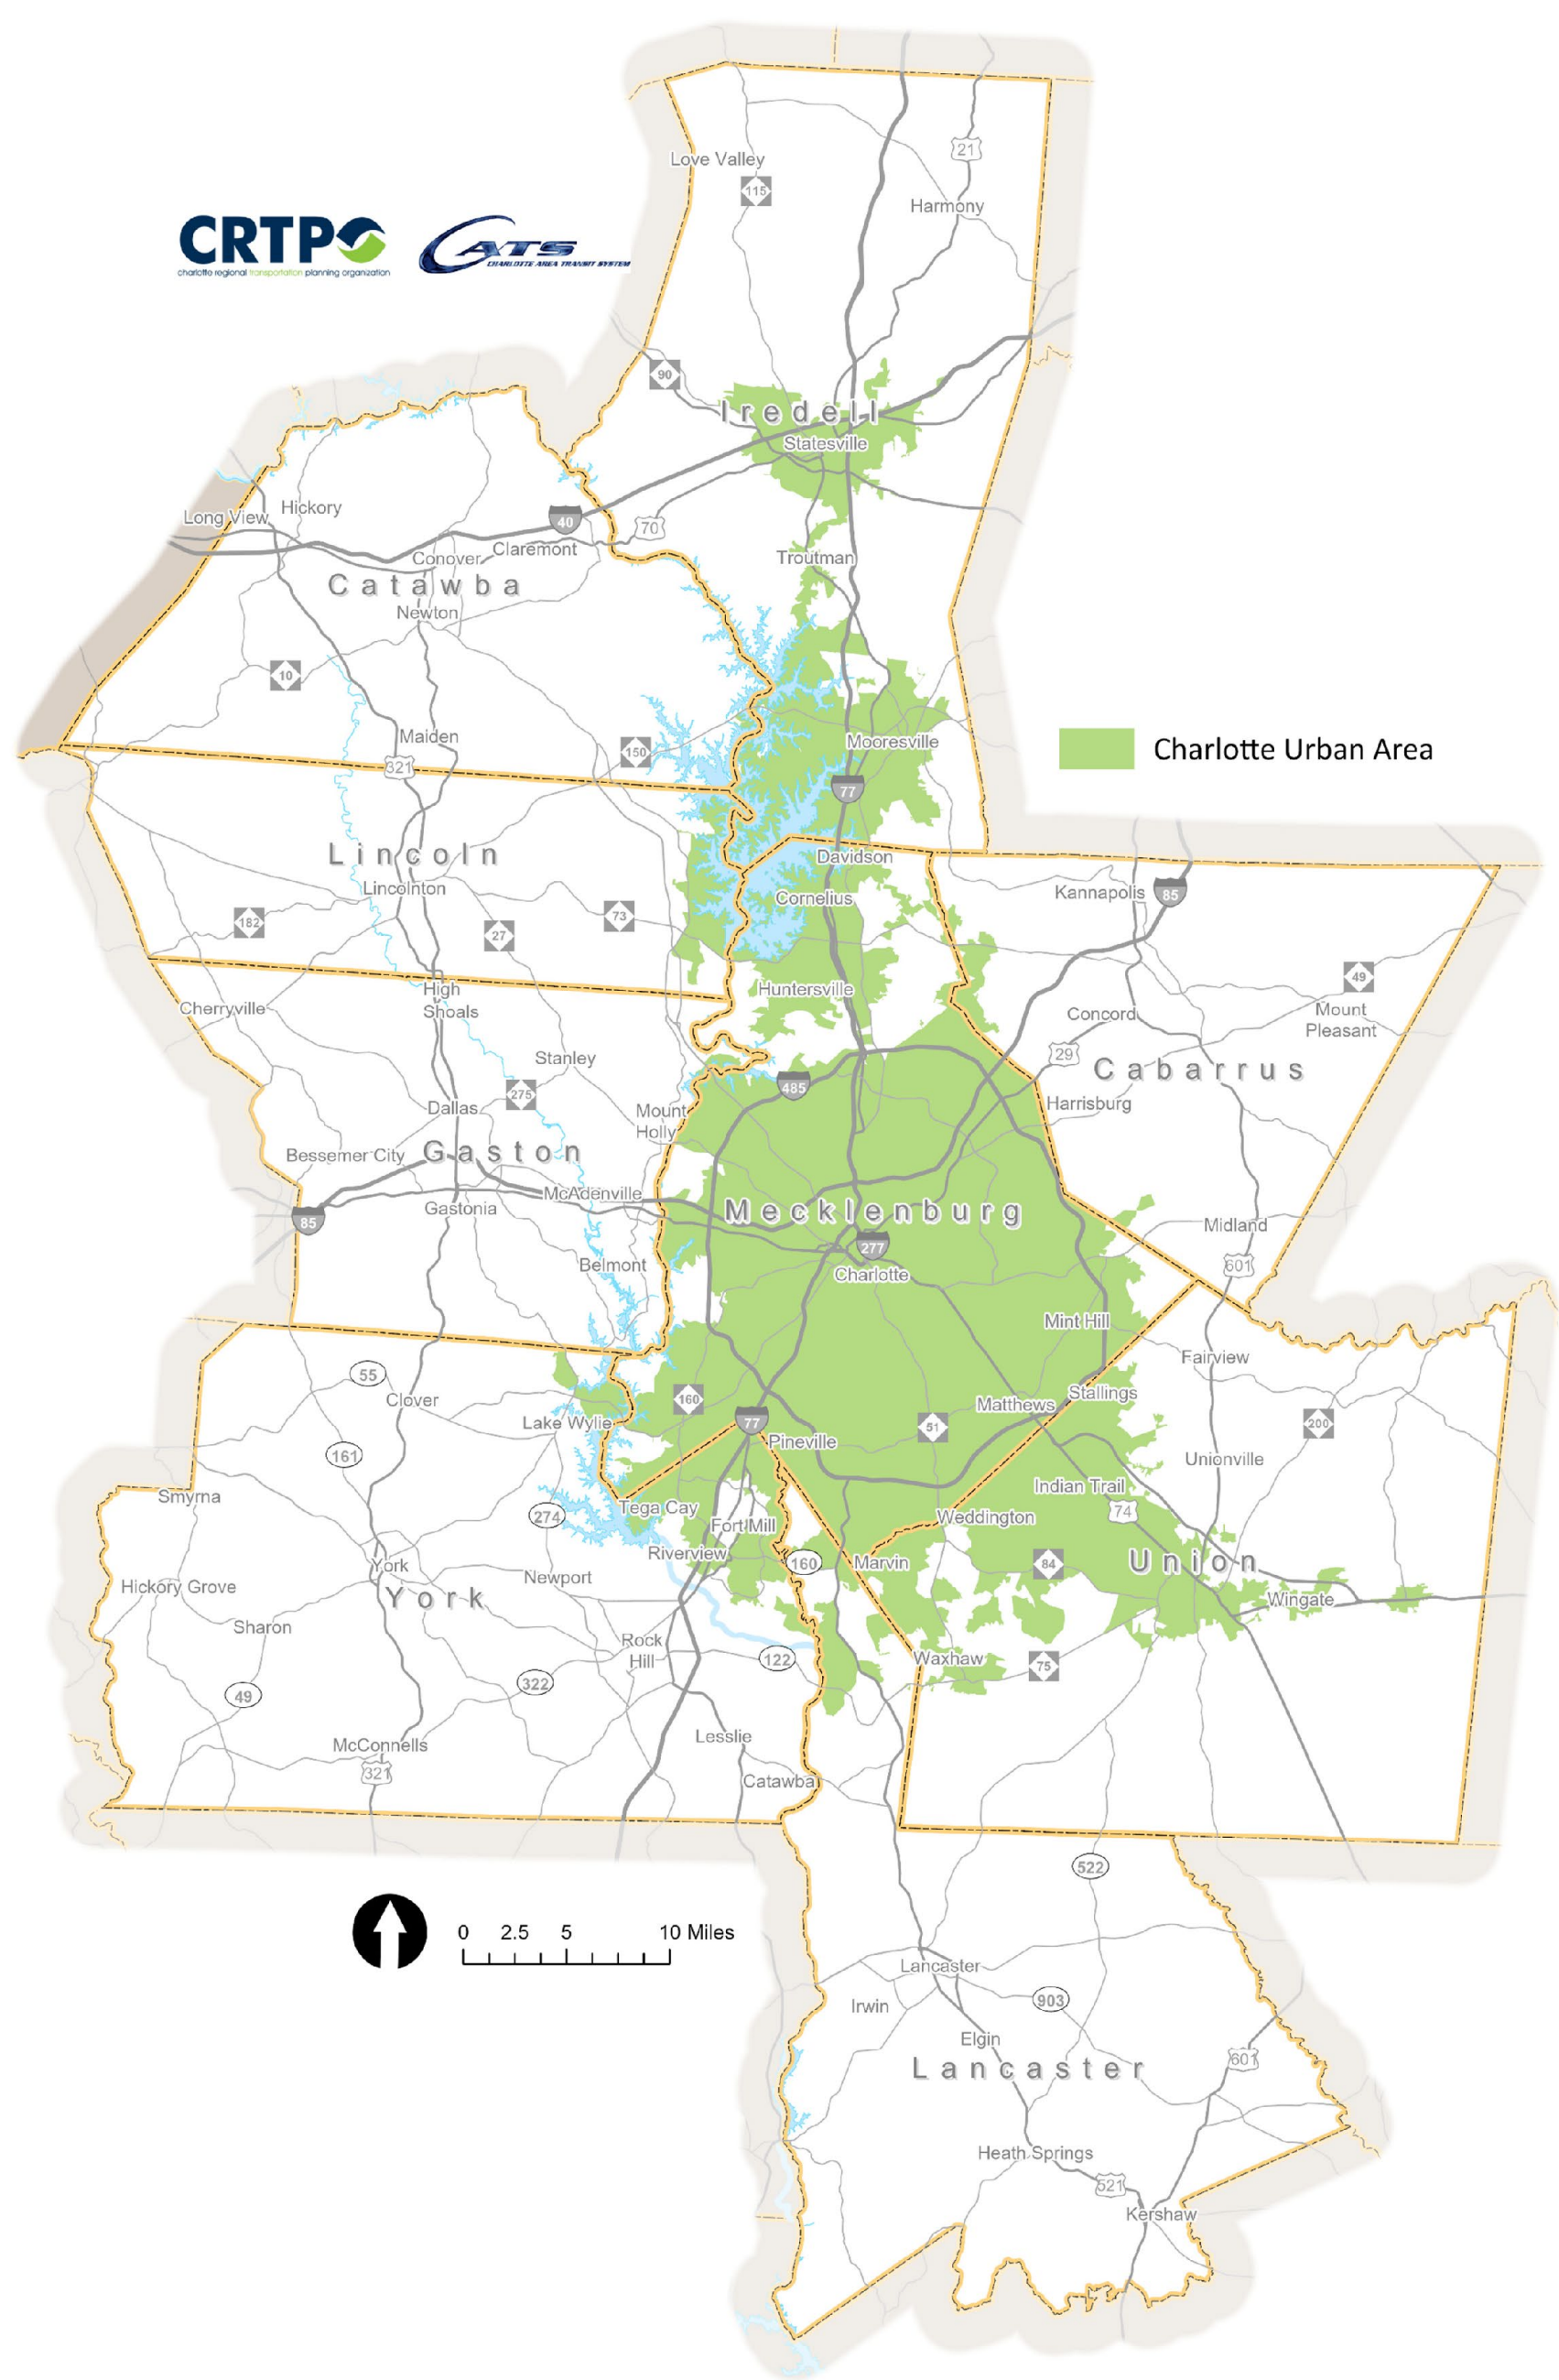 21
Love Valley
115
Harmony
CRTPO
charlotte regional transportation planning organization
CATS
CHARLOTTE AREA TRANSIT SYSTEM
90
Iredell
Statesville
Long View
Hickory
40
70
Conover
Claremont
Troutman
Catawba
Newton
10
Maiden
150
Mooresville
Charlotte Urban Area
321
77
Lincoln
Davidson
Lincolnton
Cornelius
Kannapolis
85
182
27
73
High
Shoals
Huntersville
49
Cherryville
Concord
Mount
Pleasant
Stanley
29
Cabarrus
275
485
Dallas
Mount
Holly
Harrisburg
Bessemer City
Gaston
McAdenville
Mecklenburg
85
Gastonia
Midland
277
601
Belmont
Charlotte
Mint Hill
Fairview
55
Clover
160
Stallings
Matthews
Lake Wylie
77
51
200
161
Pineville
Unionville
Smyrna
Indian Trail
274
Tega Cay
Fort Mill
Weddington
74
Riverview
160
Marvin
84
Union
York
Newport
Hickory Grove
York
Wingate
Sharon
Rock
Hill
122
Waxhaw
75
322
49
Lesslie
McConnells
321
Catawba
522
0 2.5 5 10 Miles
Lancaster
Irwin
903
Elgin
601
Lancaster
Heath Springs
521
Kershaw